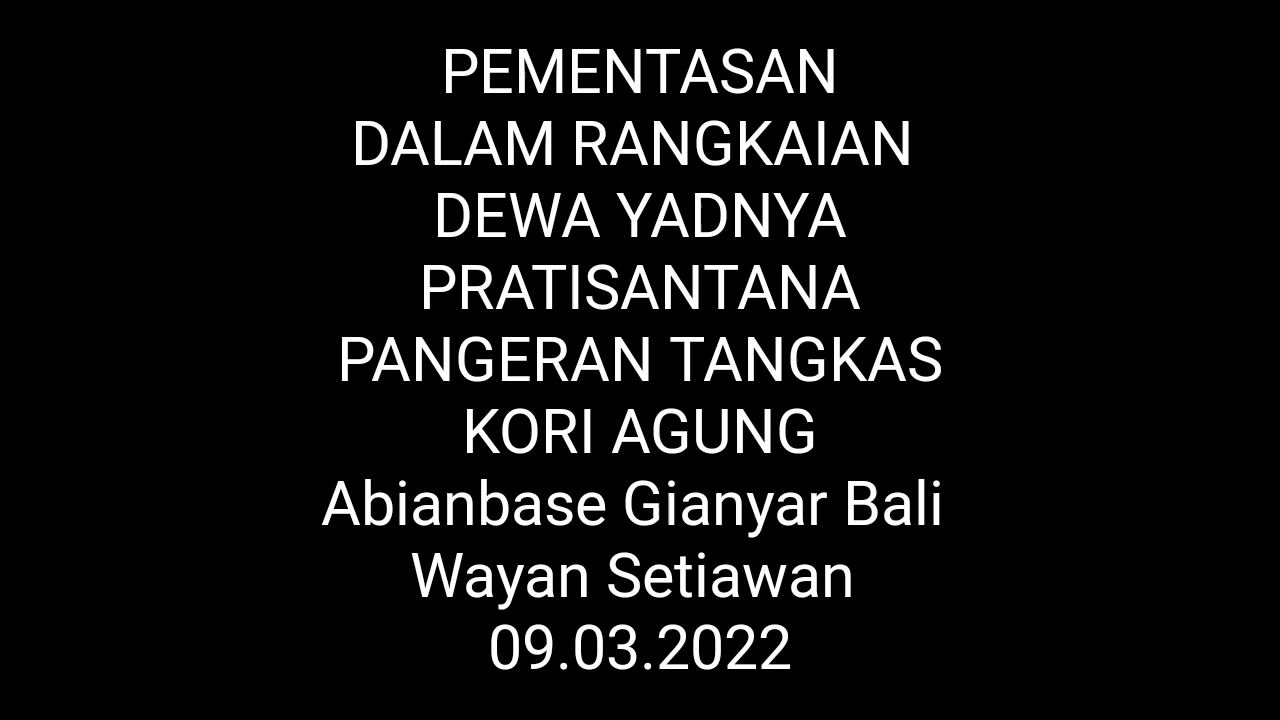 PEMENTASAN
DALAM RANGKAIAN
DEWA YADNYA
PRATISANTANA
PANGERAN TANGKAS
KORI AGUNG
Abianbase Gianyar Bali
Wayan Setiawan
09.03.2022